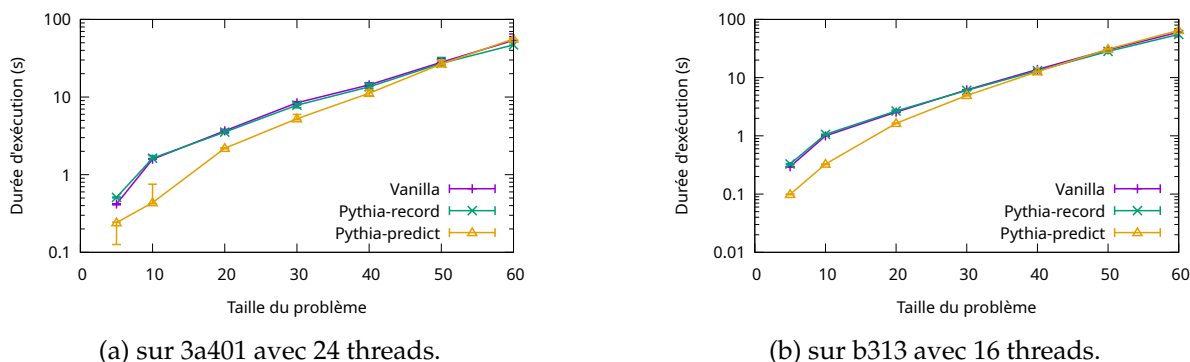 Durée d'exécution (s)
100
10
1
0.1
Vanilla
Pythia-record
Pythia-predict
0 10 20 30 40 50 60
Taille du problème
(a) sur 3a401 avec 24 threads.
Durée d'exécution (s)
100
10
1
0.1
0.01
Vanilla
Pythia-record
Pythia-predict
0 10 20 30 40 50 60
Taille du problème
(b) sur b313 avec 16 threads.